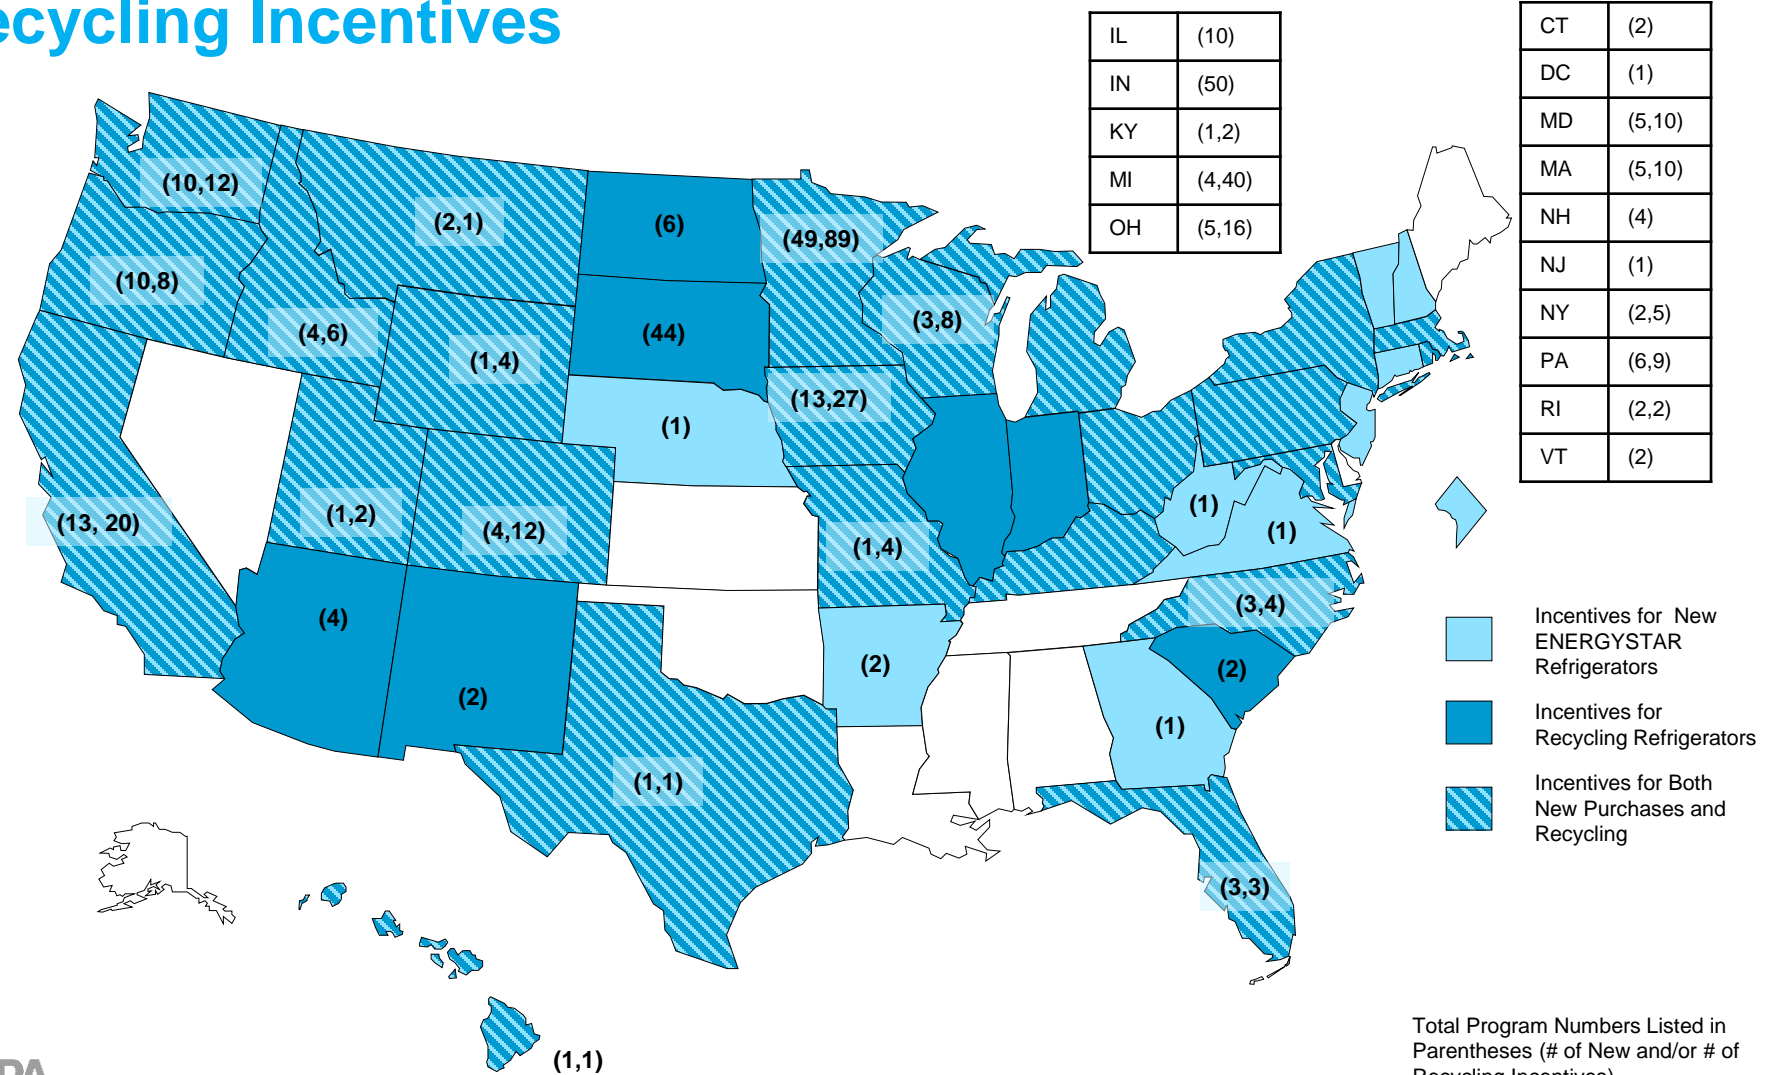 ecycling Incentives
IL (10)
IN (50)
KY (1,2)
MI (4,40)
OH (5,16)
CT (2)
DC (1)
MD (5,10)
MA (5,10)
NH (4)
NJ (1)
NY (2,5)
PA (6,9)
RI (2,2)
VT (2)
(10,12)
(2,1)
(6)
(49,89)
(10,8)
(4,6)
(1,4)
(44)
(3,8)
(1)
(13,27)
(13, 20)
(1,2)
(4,12)
(1,4)
(1)
(1)
(4)
(2)
(2)
(3,4)
(2)
(1)
(1,1)
(3,3)
(1,1)
Incentives for New
ENERGYSTAR
Refrigerators
Incentives for
Recycling Refrigerators
Incentives for Both
New Purchases and
Recycling
Total Program Numbers Listed in
Parentheses (# of New and/or # of
Recycling Incentives)